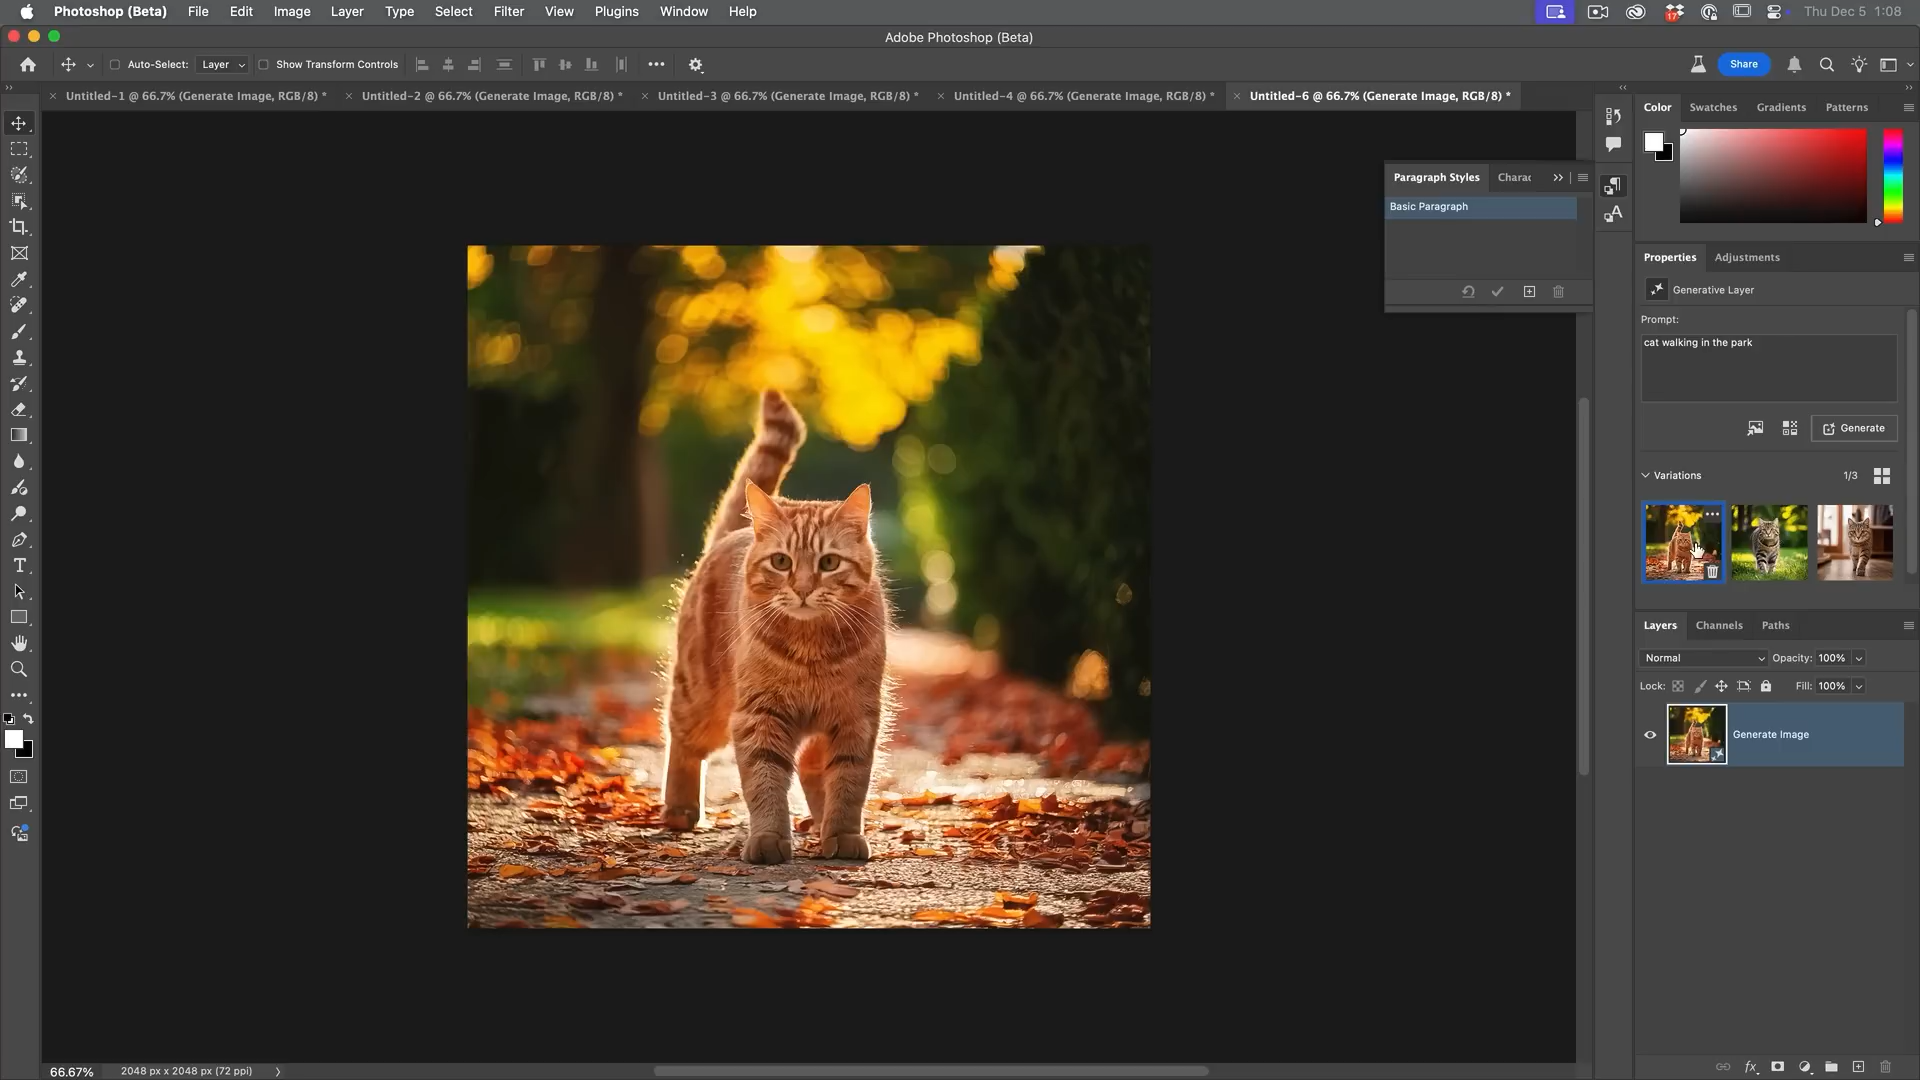 Photoshop (Beta) File Edit Image Layer Type Select Filter View Plugins Window Help
17
Thu Dec 5 1:08
Adobe Photoshop (Beta)
Auto-Select: Layer Show Transform Controls
Share
Untitled-1 @ 66.7% (Generate Image, RGB/8) * Untitled-2 @ 66.7% (Generate Image, RGB/8) * Untitled-3 @ 66.7% (Generate Image, RGB/8) * Untitled-4 @ 66.7% (Generate Image, RGB/8) * Untitled-6 @ 66.7% (Generate Image, RGB/8) *
Color Swatches Gradients Patterns
Paragraph Styles Charac
Basic Paragraph
Properties Adjustments
Generative Layer
Prompt:
cat walking in the park
Generate
Variations 1/3
Layers Channels Paths
Normal Opacity: 100%
Lock: Fill: 100%
Generate Image
66.67% 2048 px x 2048 px (72 ppi)